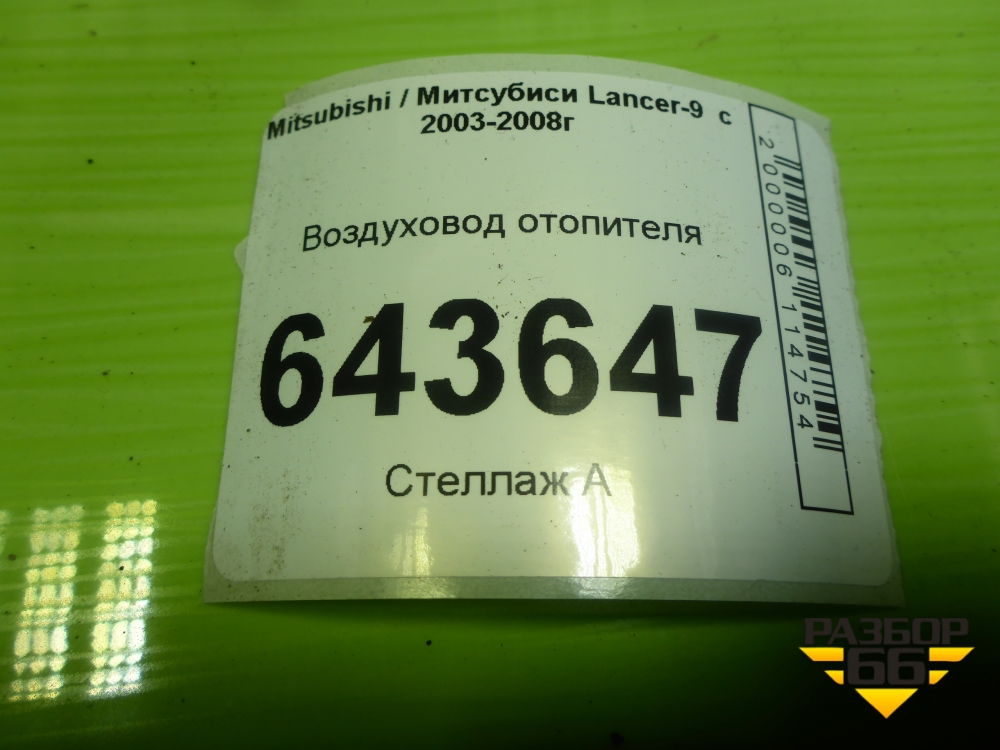 Mitsubishi / Митсубиси Lancer-9 с
2003-2008г
Воздуховод отопителя
643647
Стеллаж А
2000006114754
РАЗБОР
66